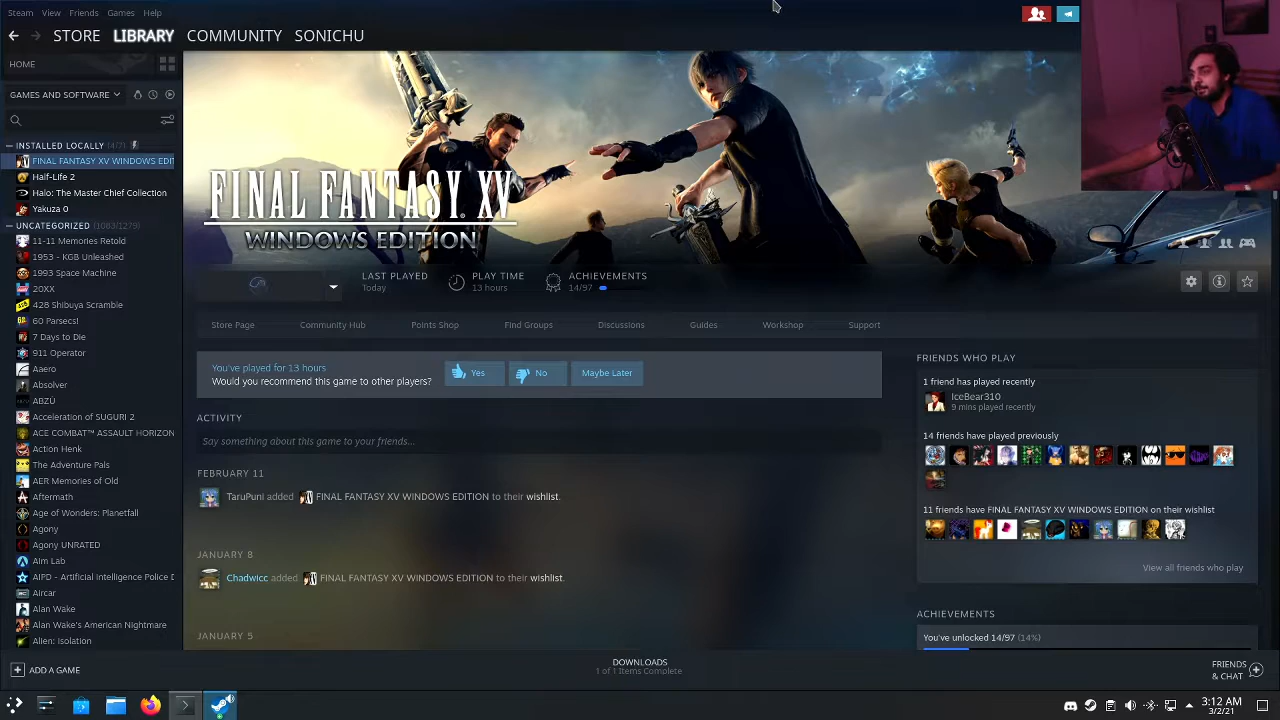 Steam View Friends Games Help
STORE LIBRARY COMMUNITY SONICHU
HOME
GAMES AND SOFTWARE
INSTALLED LOCALLY (4/7)
FINAL FANTASY XV WINDOWS EDIT
Half-Life 2
Halo: The Master Chief Collection
Yakuza 0
UNCATEGORIZED (1003/1279)
11-11 Memories Retold
1953 - KGB Unleashed
1993 Space Machine
20XX
428 Shibuya Scramble
60 Parsecs!
7 Days to Die
911 Operator
Aaero
Absolver
ABZÛ
Acceleration of SUGURI 2
ACE COMBAT™ ASSAULT HORIZON
Action Henk
The Adventure Pals
AER Memories of Old
Aftermath
Age of Wonders: Planetfall
Agony
Agony UNRATED
Aim Lab
AIPD - Artificial Intelligence Police D
Aircar
Alan Wake
Alan Wake's American Nightmare
Alien: Isolation
ADD A GAME
FINAL FANTASY XV
WINDOWS EDITION
LAST PLAYED
Today
PLAY TIME
13 hours
ACHIEVEMENTS
14/97
Store Page Community Hub Points Shop Find Groups Discussions Guides Workshop Support
You've played for 13 hours
Would you recommend this game to other players?
Yes No Maybe Later
ACTIVITY
Say something about this game to your friends...
FEBRUARY 11
TaruPuni added FINAL FANTASY XV WINDOWS EDITION to their wishlist.
JANUARY 8
Chadwicc added FINAL FANTASY XV WINDOWS EDITION to their wishlist.
JANUARY 5
FRIENDS WHO PLAY
1 friend has played recently
IceBear310
9 mins played recently
14 friends have played previously
11 friends have FINAL FANTASY XV WINDOWS EDITION on their wishlist
View all friends who play
ACHIEVEMENTS
You've unlocked 14/97 (14%)
DOWNLOADS
1 of 1 Items Complete
FRIENDS
& CHAT
3:12 AM
3/2/21